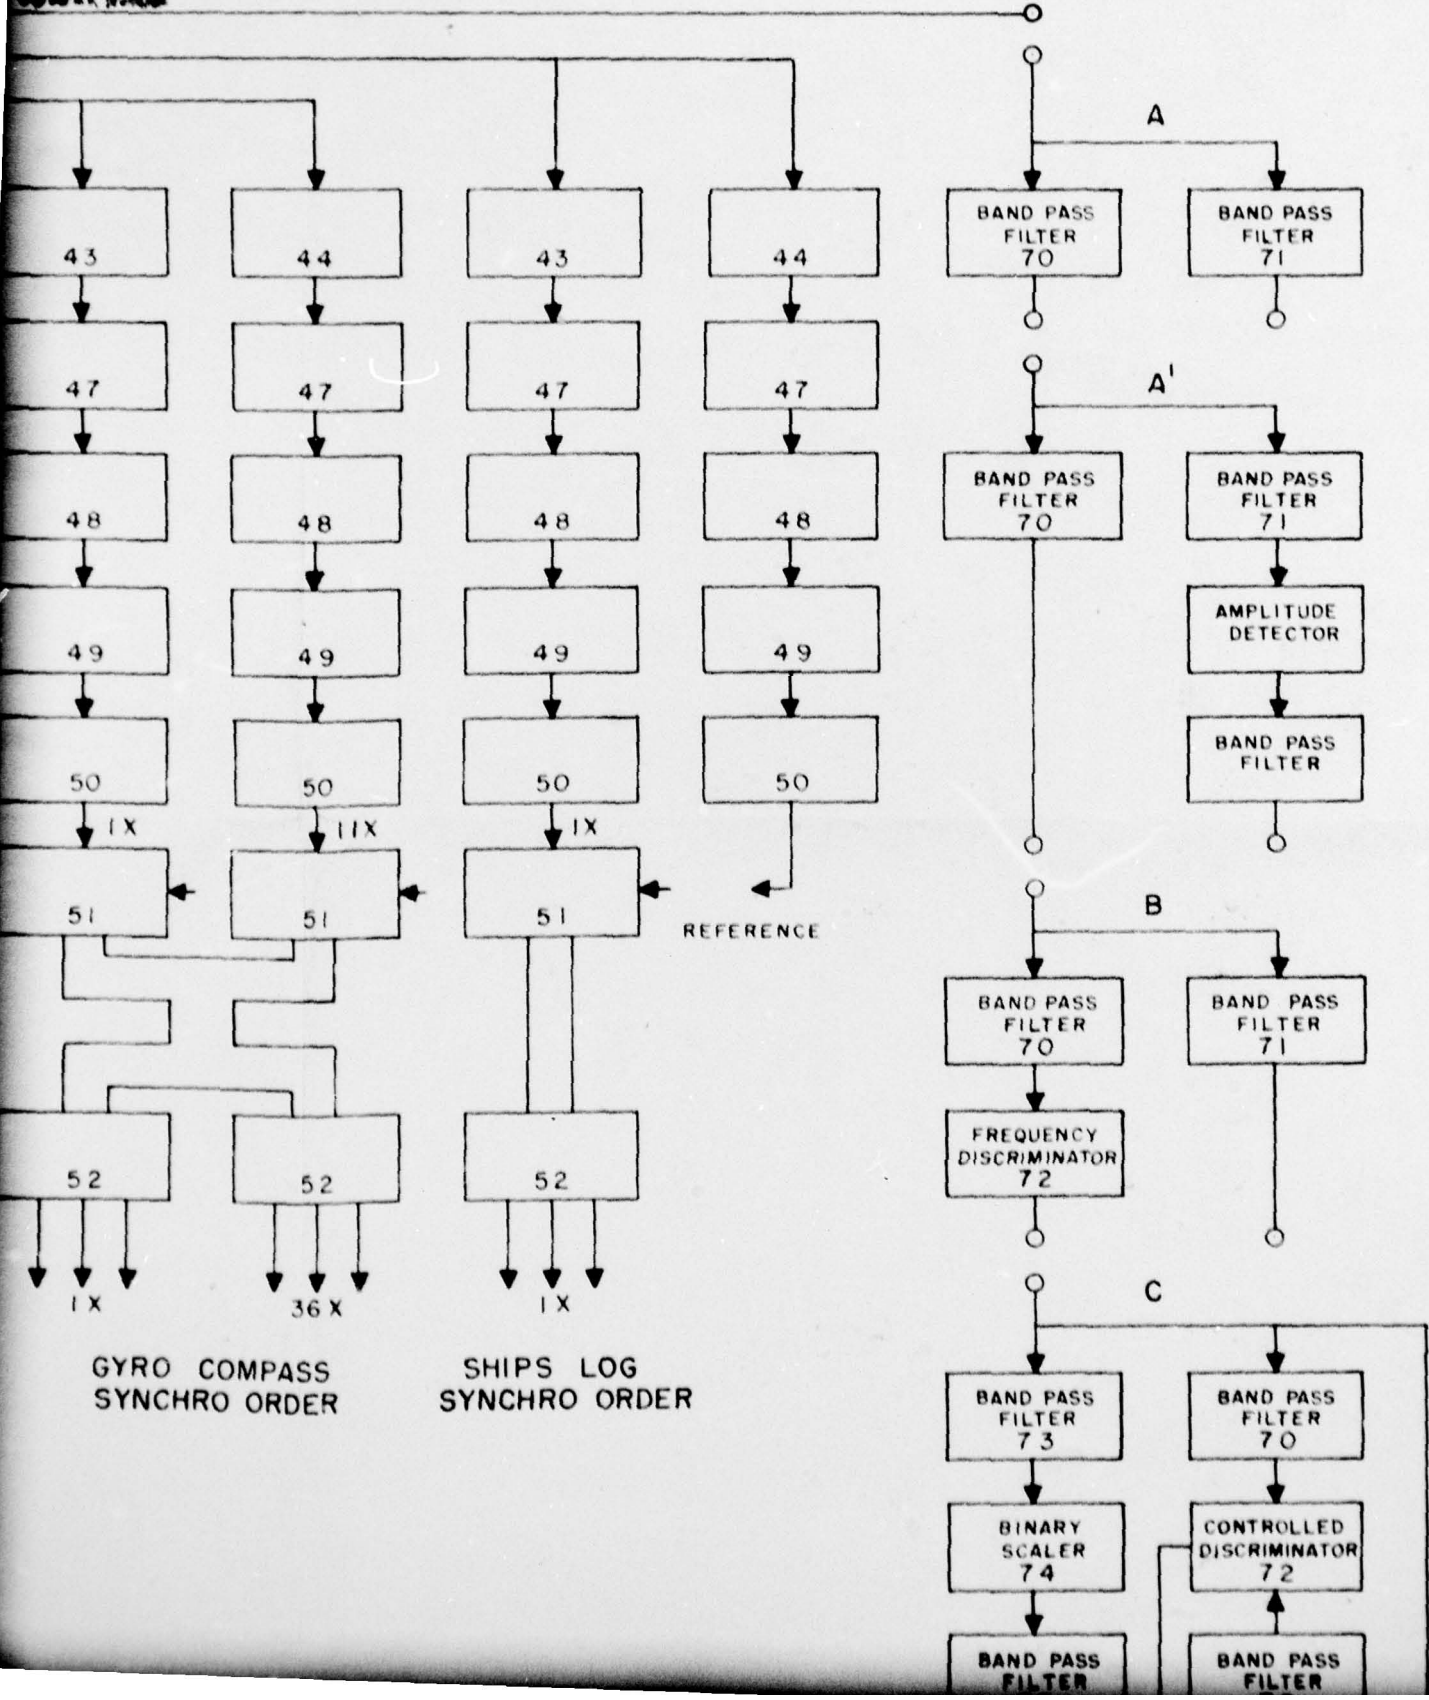 A
BAND PASS
FILTER
70
BAND PASS
FILTER
71
43
44
43
44
A'
47
47
47
47
BAND PASS
FILTER
70
BAND PASS
FILTER
71
48
48
48
48
AMPLITUDE
DETECTOR
49
49
49
49
BAND PASS
FILTER
50
50
50
50
1X
11X
1X
51
51
51
REFERENCE
B
BAND PASS
FILTER
70
BAND PASS
FILTER
71
FREQUENCY
DISCRIMINATOR
72
52
52
52
1X
36X
1X
C
GYRO COMPASS
SYNCHRO ORDER
SHIPS LOG
SYNCHRO ORDER
BAND PASS
FILTER
73
BAND PASS
FILTER
70
BINARY
SCALER
74
CONTROLLED
DISCRIMINATOR
72
BAND PASS
FILTER
BAND PASS
FILTER